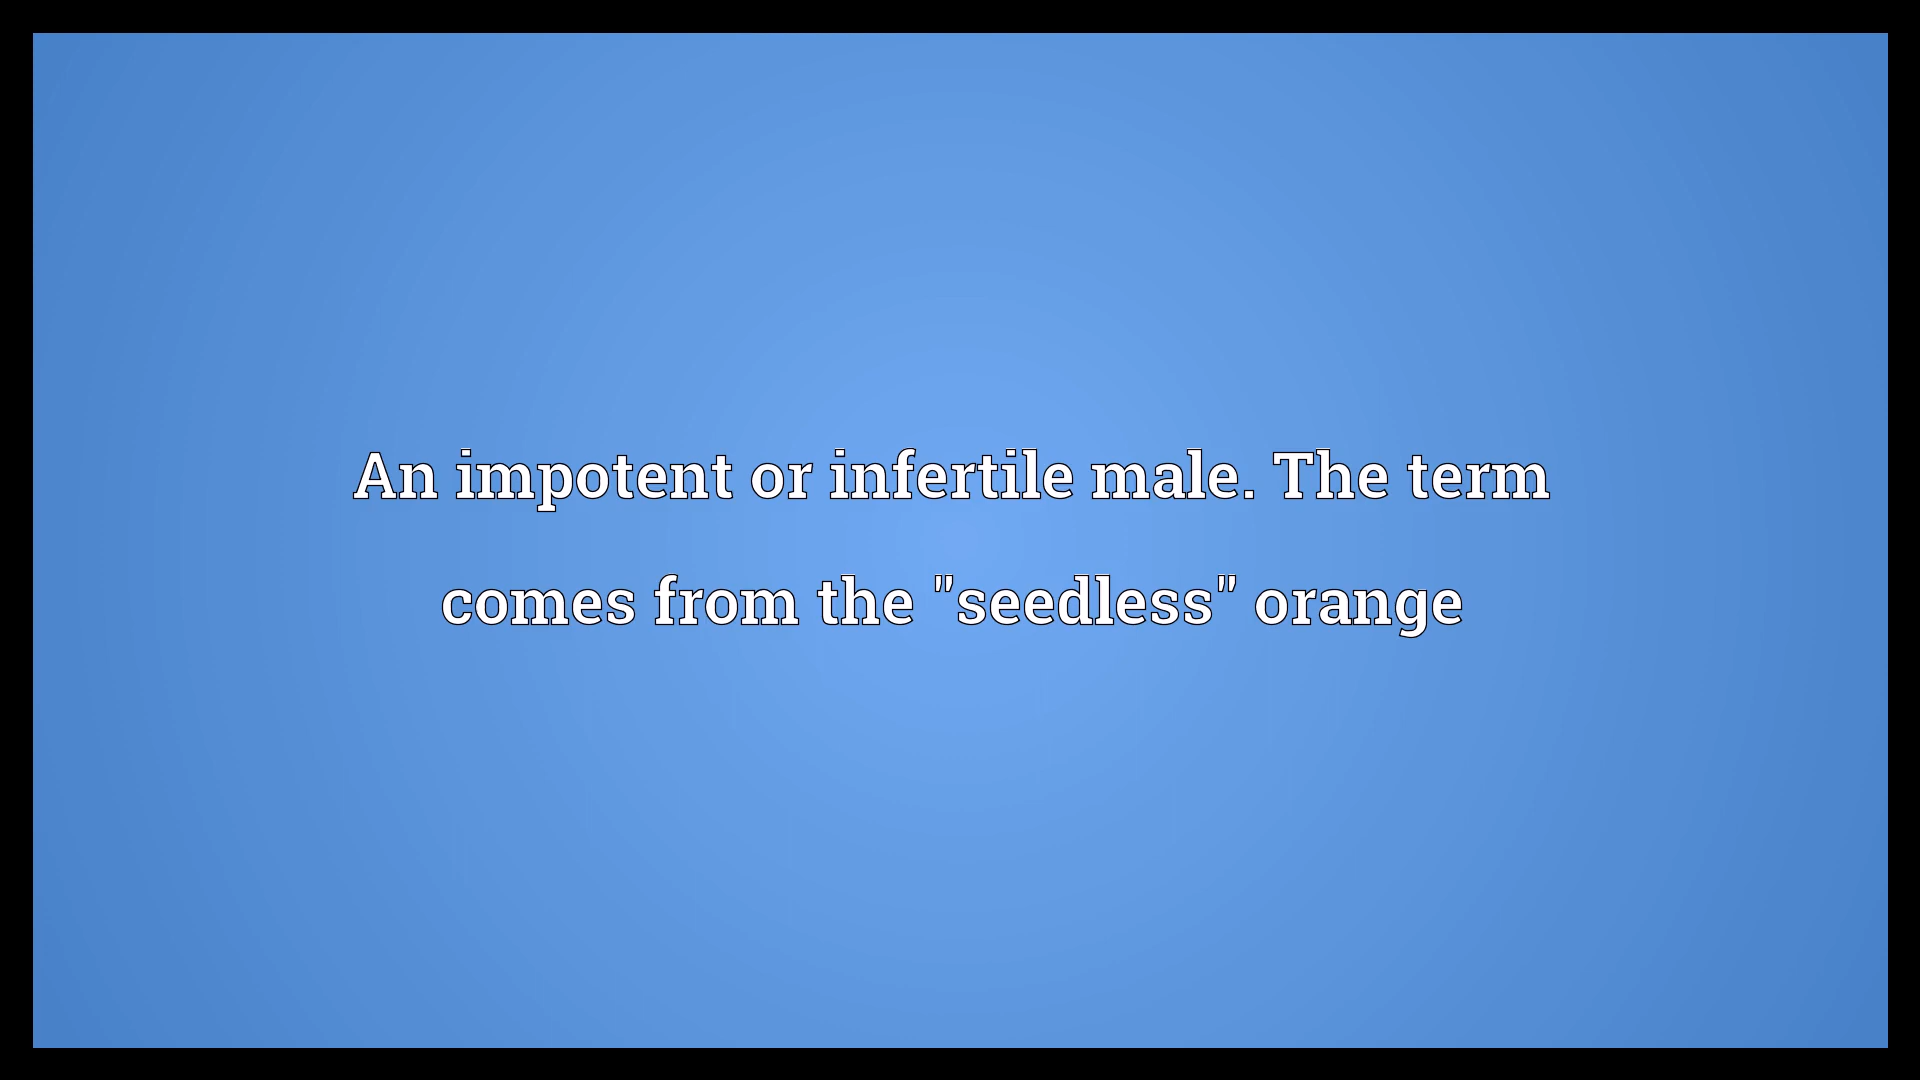 An impotent or infertile male. The term
comes from the "seedless" orange